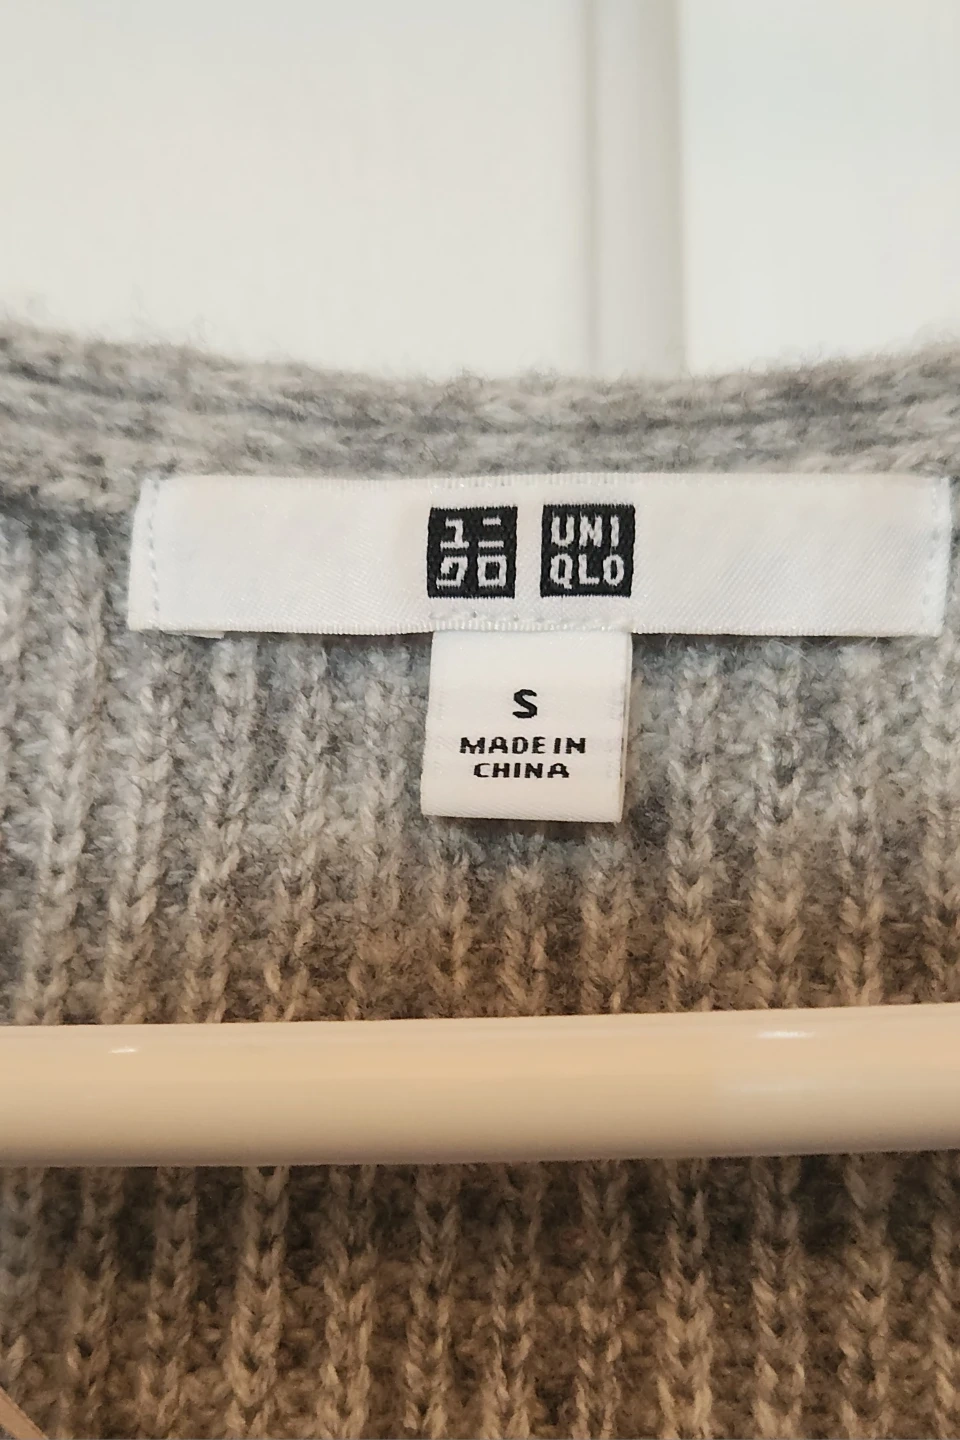 ユニ
クロ
UNI
QLO
S
MADE IN
CHINA